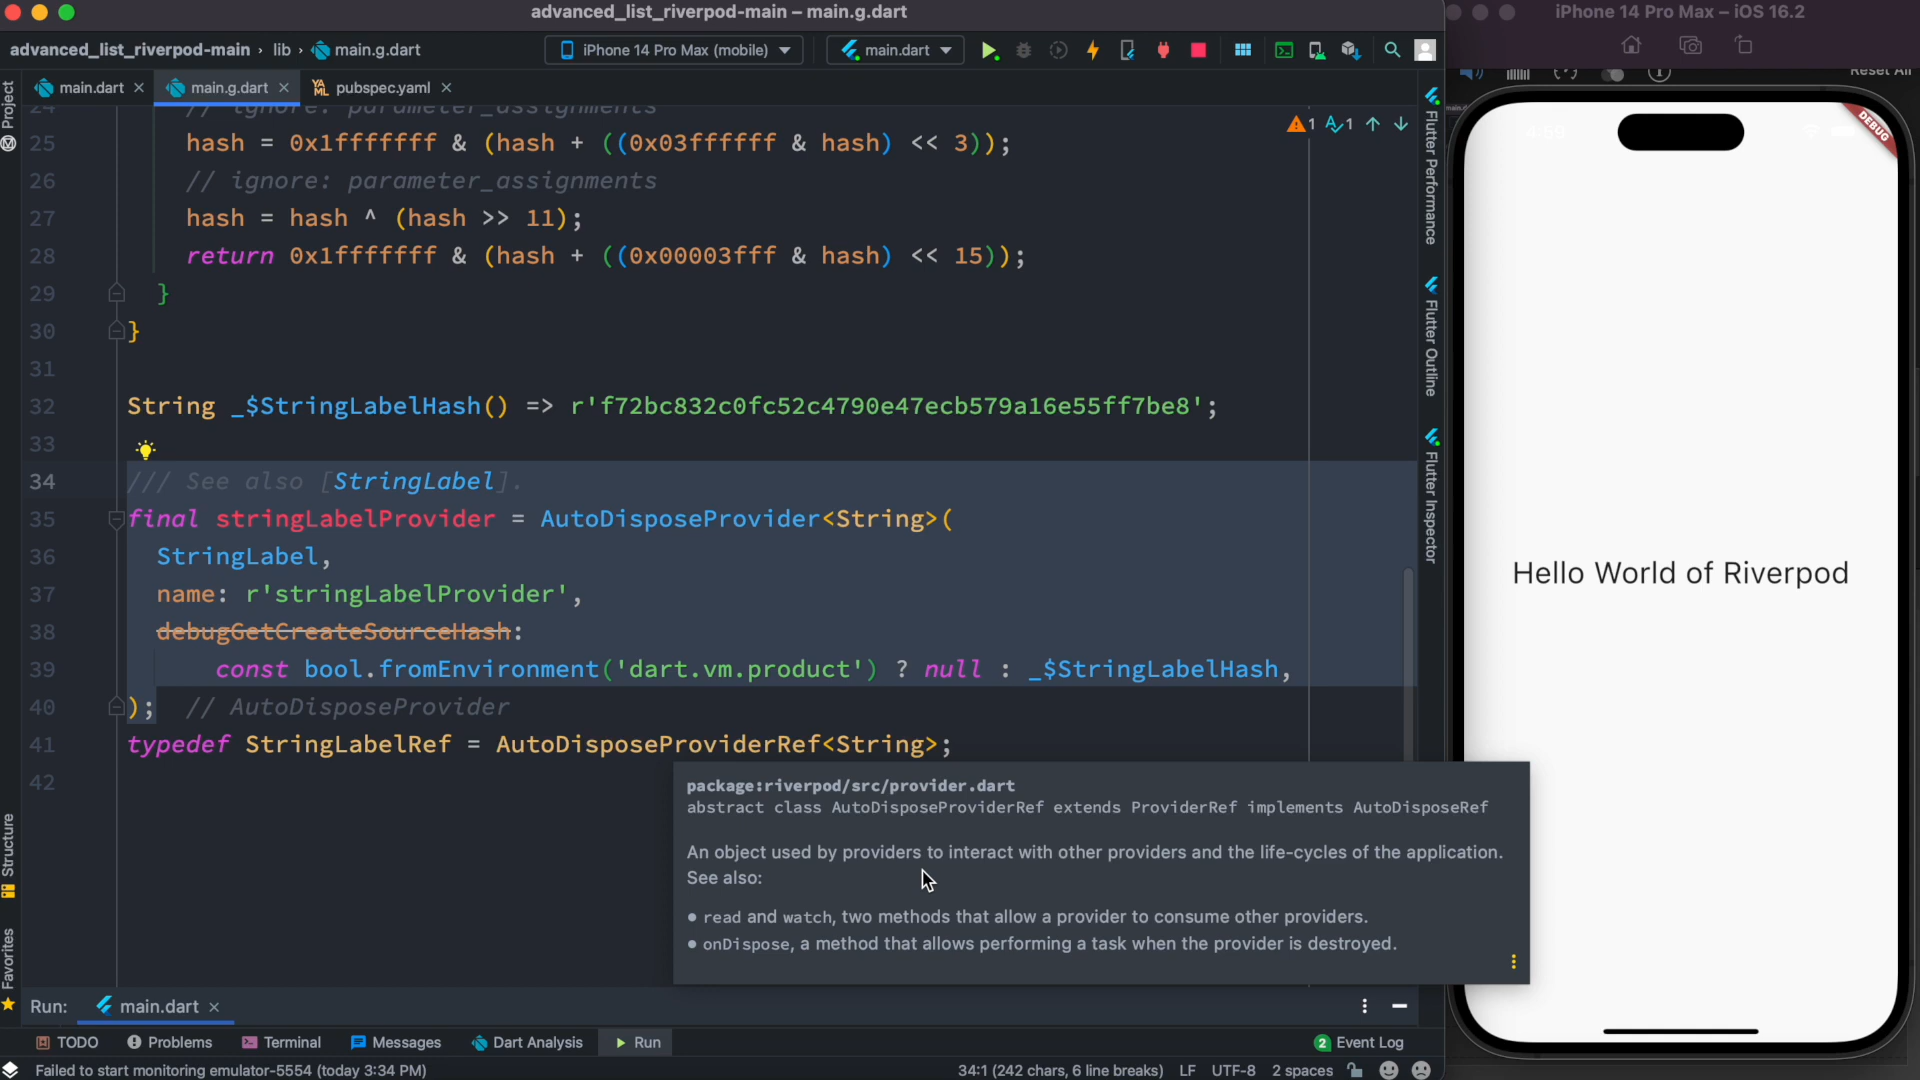 advanced_list_riverpod-main – main.g.dart
iPhone 14 Pro Max – iOS 16.2
advanced_list_riverpod-main › lib › main.g.dart
iPhone 14 Pro Max (mobile)
main.dart
main.dart
main.g.dart
pubspec.yaml
Reset All
Project
Structure
Favorites
Flutter Performance
Flutter Outline
Flutter Inspector
1 1
24 // ignore: parameter_assignments
25 hash = 0x1fffffff & (hash + ((0x03ffffff & hash) << 3));
26 // ignore: parameter_assignments
27 hash = hash ^ (hash >> 11);
28 return 0x1fffffff & (hash + ((0x00003fff & hash) << 15));
29 }
30 }
31
32 String _$StringLabelHash() => r'f72bc832c0fc52c4790e47ecb579a16e55ff7be8';
33
34 /// See also [StringLabel].
35 final stringLabelProvider = AutoDisposeProvider<String>(
36 StringLabel,
37 name: r'stringLabelProvider',
38 debugGetCreateSourceHash:
39 const bool.fromEnvironment('dart.vm.product') ? null : _$StringLabelHash,
40 ); // AutoDisposeProvider
41 typedef StringLabelRef = AutoDisposeProviderRef<String>;
42
package:riverpod/src/provider.dart
abstract class AutoDisposeProviderRef extends ProviderRef implements AutoDisposeRef
An object used by providers to interact with other providers and the life-cycles of the application.
See also:
● read and watch, two methods that allow a provider to consume other providers.
● onDispose, a method that allows performing a task when the provider is destroyed.
DEBUG
Hello World of Riverpod
Run: main.dart
TODO
Problems
Terminal
Messages
Dart Analysis
Run
2 Event Log
Failed to start monitoring emulator-5554 (today 3:34 PM)
34:1 (242 chars, 6 line breaks) LF UTF-8 2 spaces